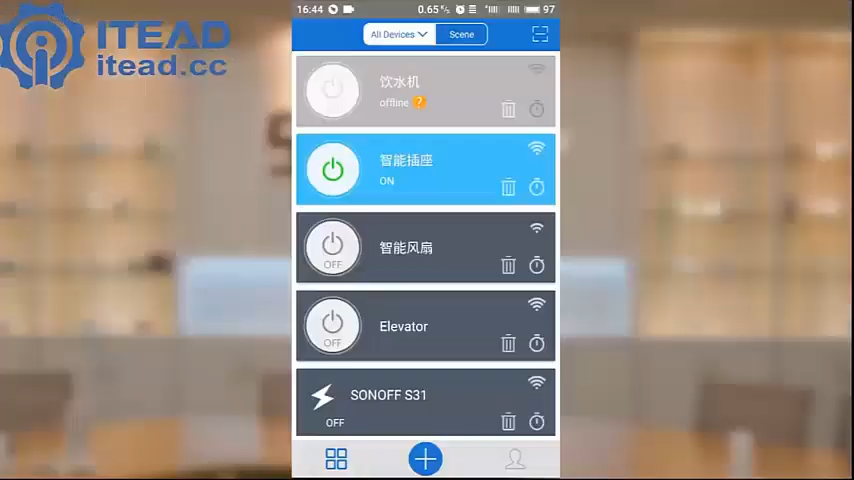 ITEAD
itead.cc
16:44
0.65
97
All Devices
Scene
饮水机
offline ?
智能插座
ON
智能风扇
OFF
Elevator
OFF
SONOFF S31
OFF